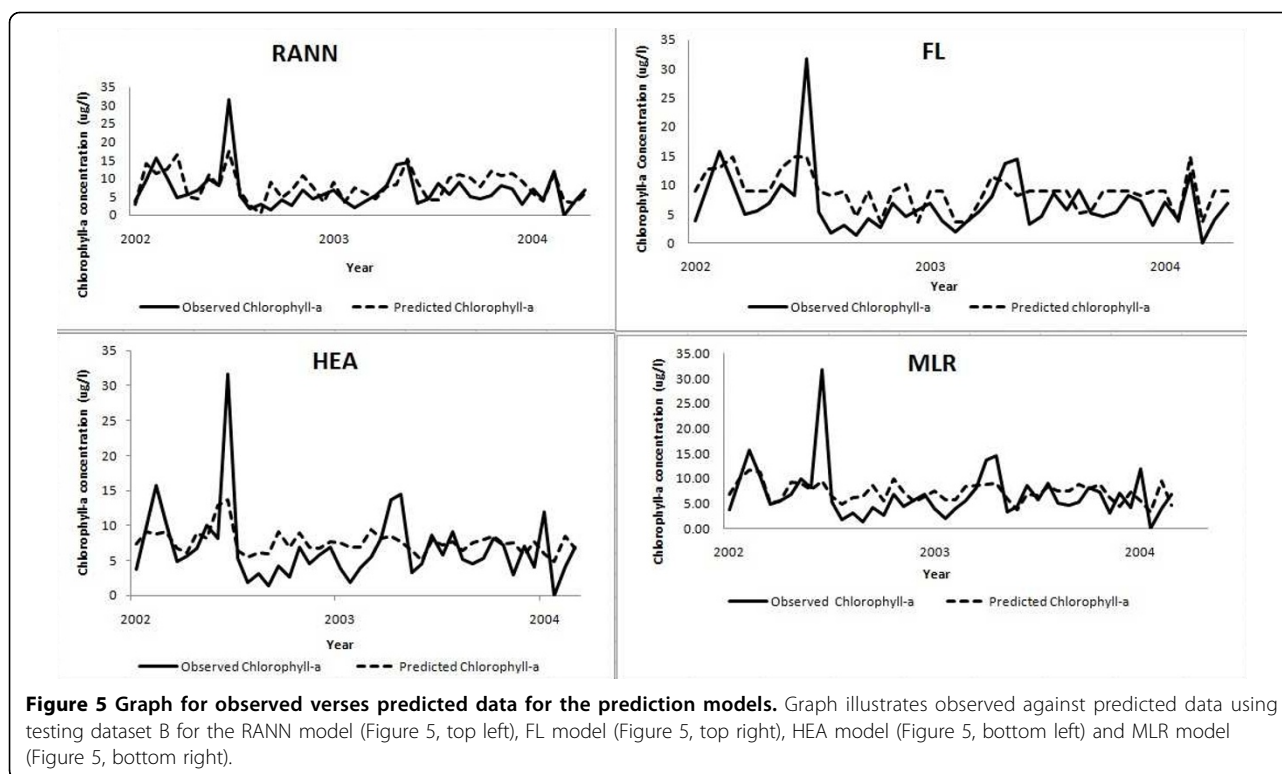 RANN
Chlorophyll-a concentration (ug/l)
35
30
25
20
15
10
5
0
2002 2003 2004
Year
Observed Chlorophyll-a Predicted Chlorophyll-a
FL
Chlorophyll-a Concentration (ug/l)
35
30
25
20
15
10
5
0
2002 2003 2004
Year
Observed Chlorophyll-a Predicted chlorophyll-a
HEA
Chlorophyll-a concentration (ug/l)
35
30
25
20
15
10
5
0
2002 2003 2004
Year
Observed Chlorophyll-a Predicted Chlorophyll-a
MLR
Chlorophyll-a concentration (ug/l)
35.00
30.00
25.00
20.00
15.00
10.00
5.00
0.00
2002 2003 2004
Year
Observed Chlorophyll-a Predicted Chlorophyll-a
Figure 5 Graph for observed verses predicted data for the prediction models. Graph illustrates observed against predicted data using
testing dataset B for the RANN model (Figure 5, top left), FL model (Figure 5, top right), HEA model (Figure 5, bottom left) and MLR model
(Figure 5, bottom right).